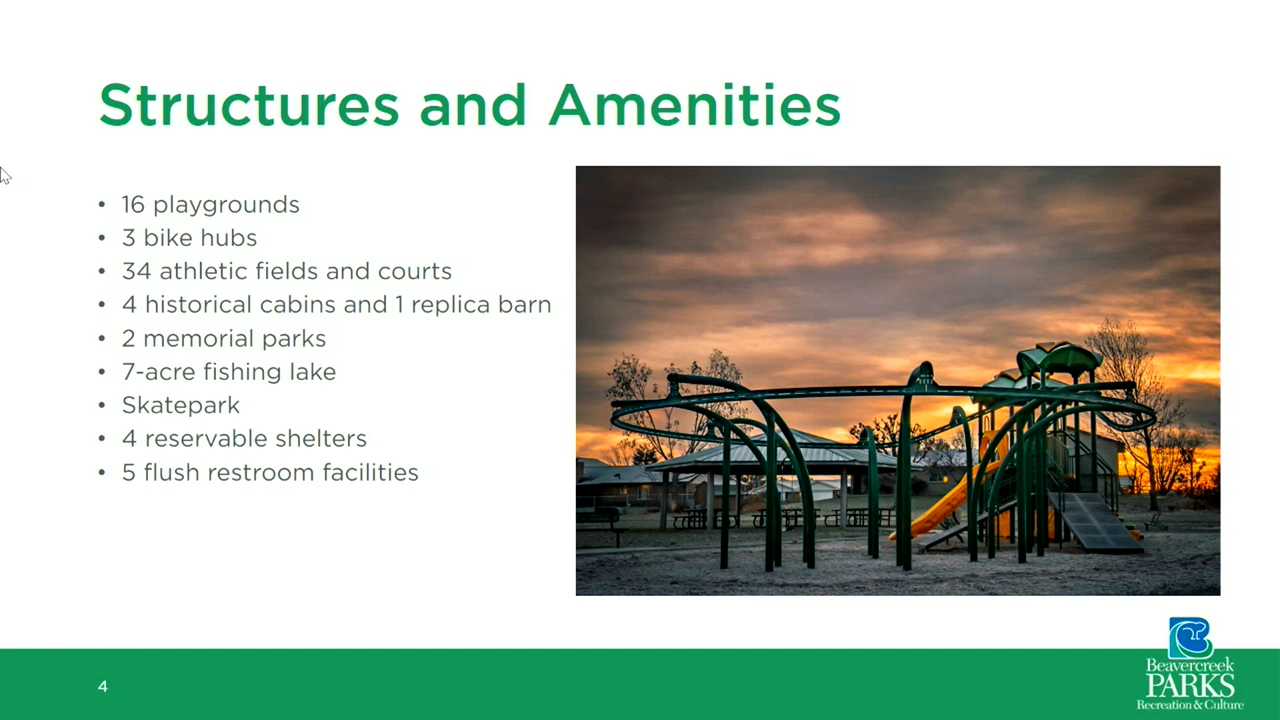 Structures and Amenities
• 16 playgrounds
• 3 bike hubs
• 34 athletic fields and courts
• 4 historical cabins and 1 replica barn
• 2 memorial parks
• 7-acre fishing lake
• Skatepark
• 4 reservable shelters
• 5 flush restroom facilities
4
Beavercreek
PARKS
Recreation & Culture